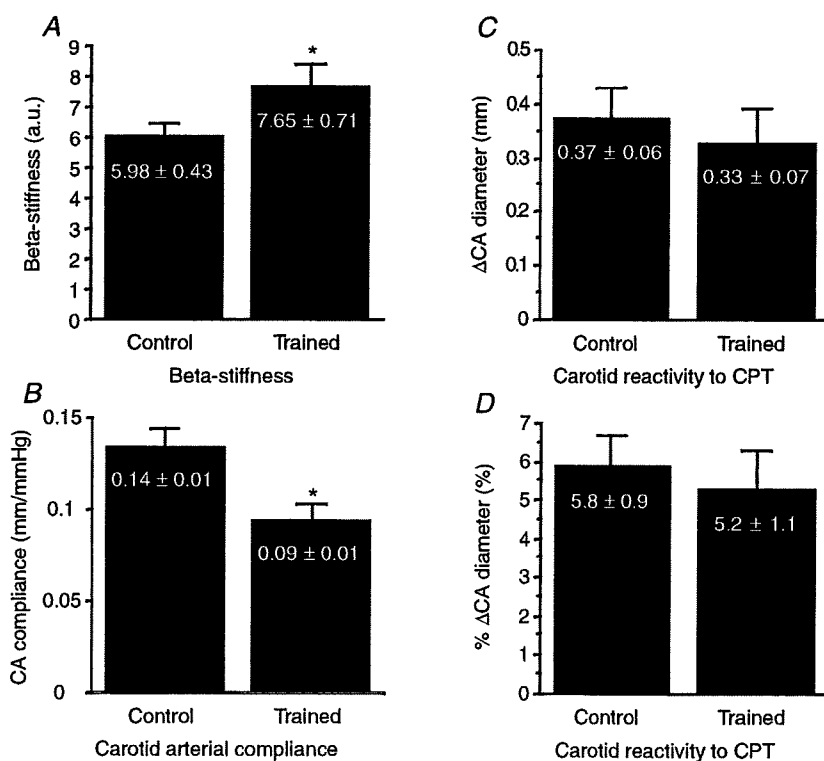 A
9
8
7
6
5
4
3
2
1
0
Beta-stiffness (a.u.)
*
5.98 ± 0.43
7.65 ± 0.71
Control
Trained
Beta-stiffness
B
0.15
0.1
0.05
0
CA compliance (mm/mmHg)
*
0.14 ± 0.01
0.09 ± 0.01
Control
Trained
Carotid arterial compliance
C
0.5
0.4
0.3
0.2
0.1
0
ΔCA diameter (mm)
0.37 ± 0.06
0.33 ± 0.07
Control
Trained
Carotid reactivity to CPT
D
7
6
5
4
3
2
1
0
% ΔCA diameter (%)
5.8 ± 0.9
5.2 ± 1.1
Control
Trained
Carotid reactivity to CPT